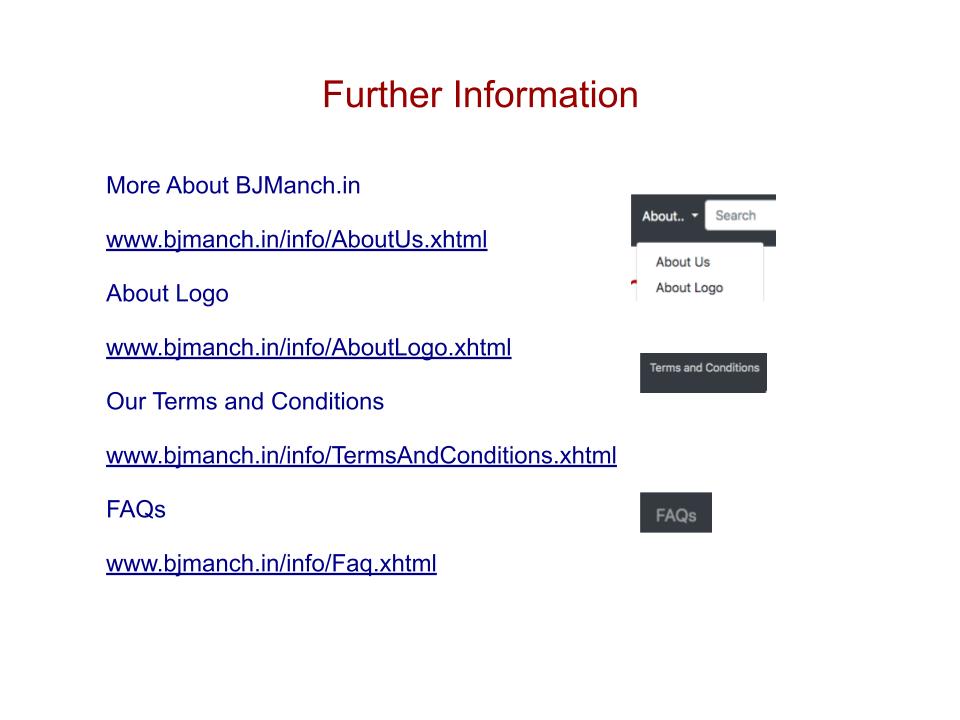 Further Information
More About BJManch.in
www.bjmanch.in/info/AboutUs.xhtml
About Logo
www.bjmanch.in/info/AboutLogo.xhtml
Our Terms and Conditions
www.bjmanch.in/info/TermsAndConditions.xhtml
FAQs
www.bjmanch.in/info/Faq.xhtml
About.. Search
About Us
About Logo
Terms and Conditions
FAQs